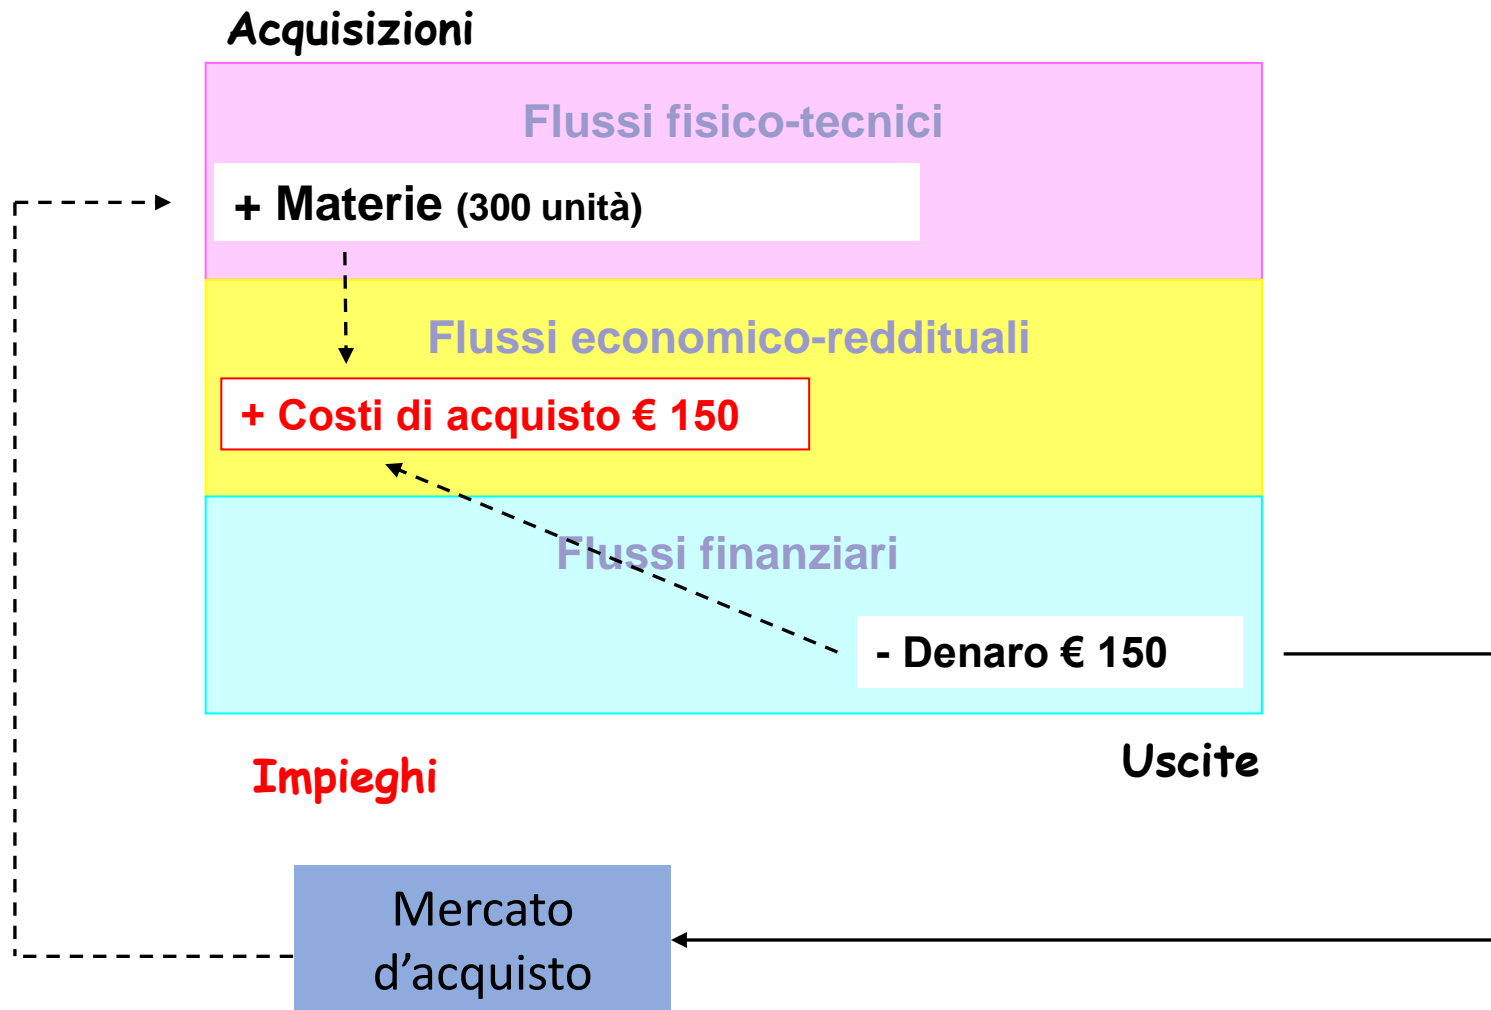 Acquisizioni
Flussi fisico-tecnici
+ Materie (300 unità)
Flussi economico-reddituali
+ Costi di acquisto € 150
Flussi finanziari
- Denaro € 150
Uscite
Impieghi
Mercato
d’acquisto